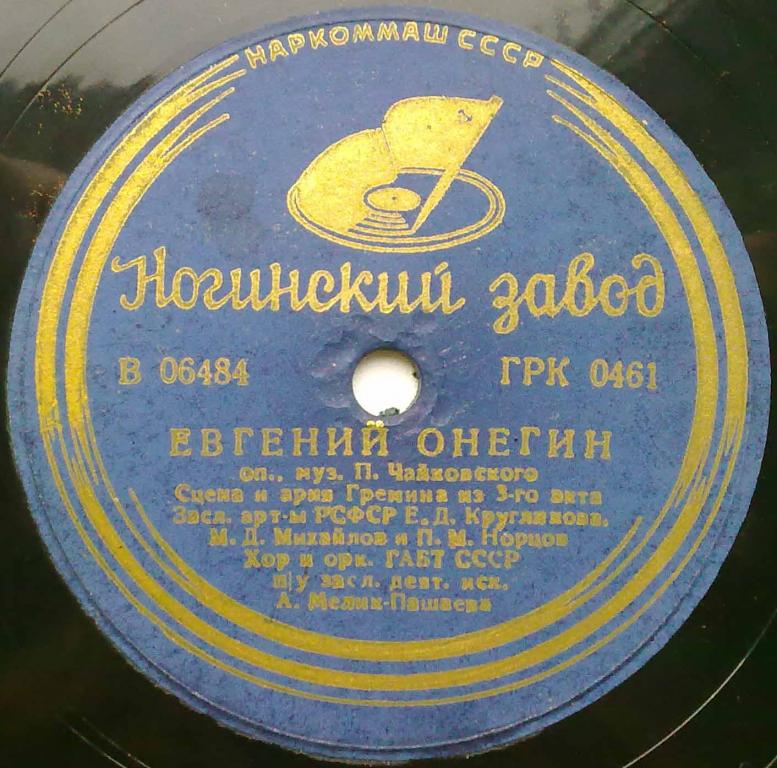 НАРКОММАШ СССР
Ногинский завод
В 06484 ГРК 0461
ЕВГЕНИЙ ОНЕГИН
оп., муз. П. Чайковского
Сцена и ария Гремина из 3-го акта
Засл. арт-ы РСФСР Е. Д. Кругликова,
М. Д. Михайлов и П. М. Норцов
Хор и орк. ГАБТ СССР
п/у засл. деят. иск.
А. Мелик-Пашаева